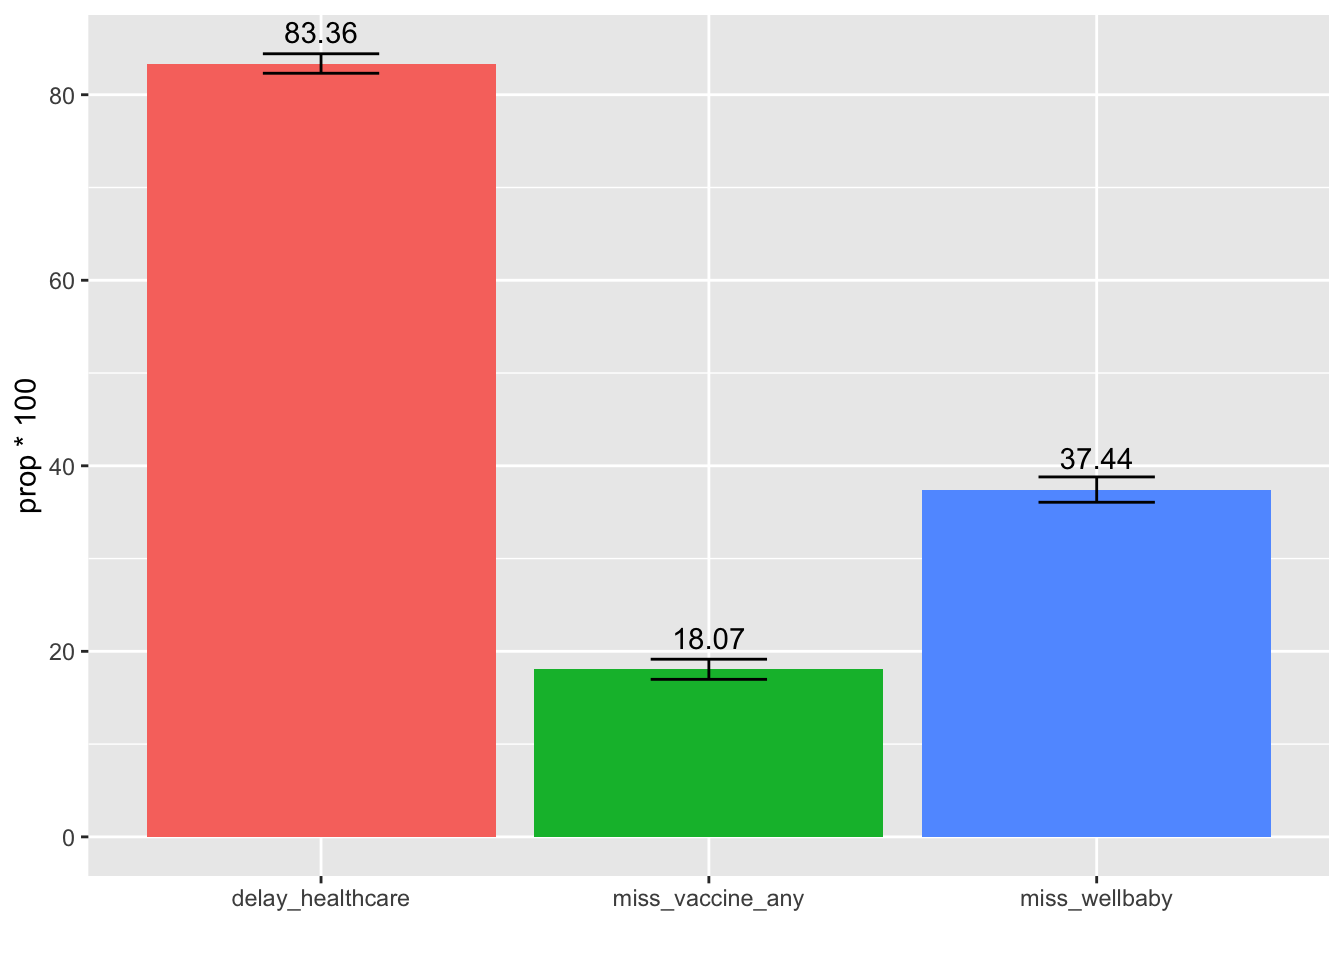 83.36
18.07
37.44
prop * 100
80
60
40
20
0
delay_healthcare
miss_vaccine_any
miss_wellbaby